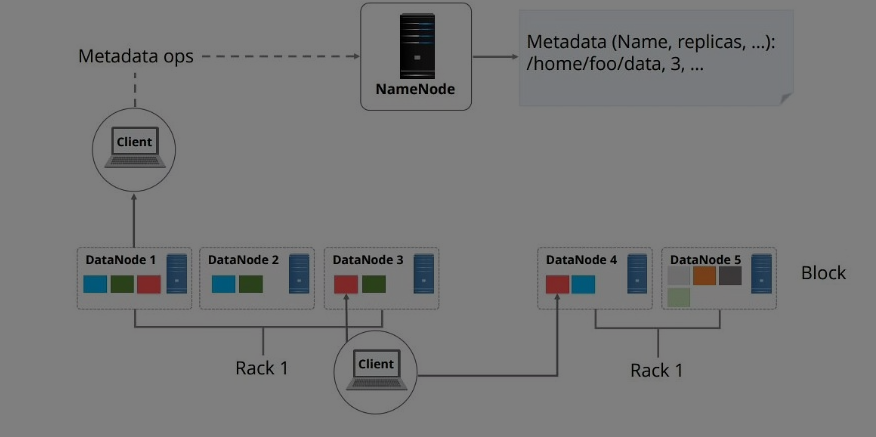 Metadata ops
NameNode
Metadata (Name, replicas, ...):
/home/foo/data, 3, ...
Client
DataNode 1
DataNode 2
DataNode 3
DataNode 4
DataNode 5
Block
Rack 1
Client
Rack 1